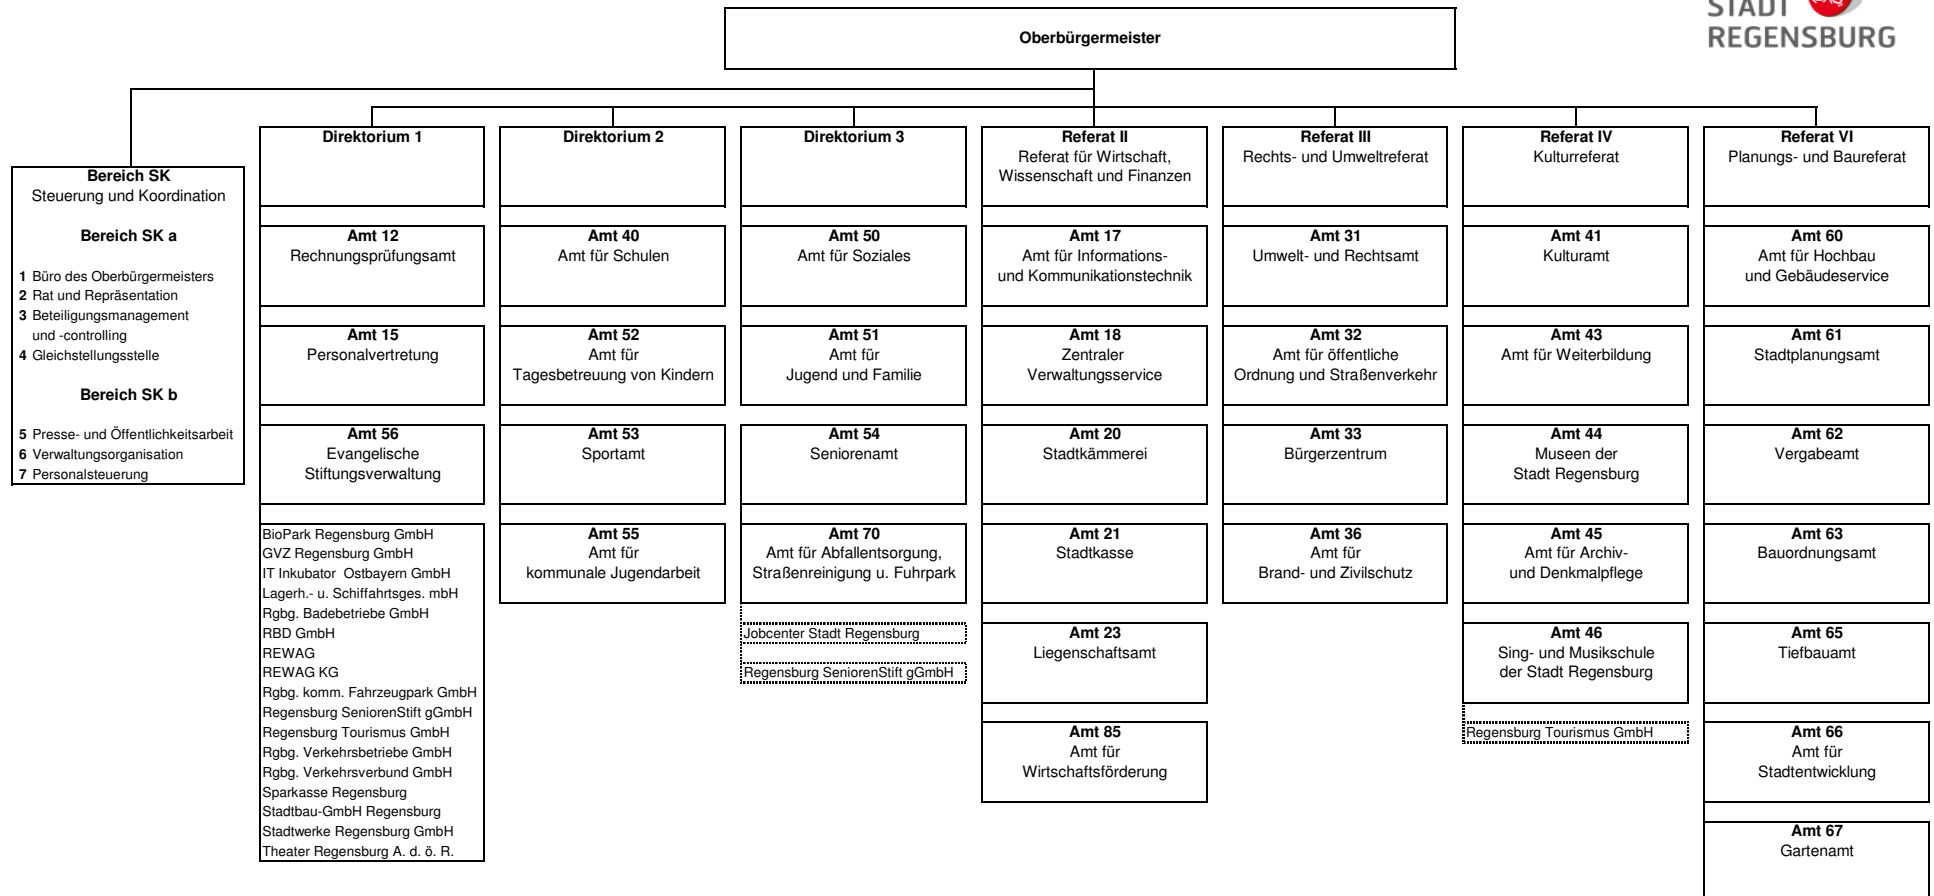 STADT
REGENSBURG
Oberbürgermeister
Bereich SK
Steuerung und Koordination
Bereich SK a
1 Büro des Oberbürgermeisters
2 Rat und Repräsentation
3 Beteiligungsmanagement
und -controlling
4 Gleichstellungsstelle
Bereich SK b
5 Presse- und Öffentlichkeitsarbeit
6 Verwaltungsorganisation
7 Personalsteuerung
Direktorium 1
Amt 12
Rechnungsprüfungsamt
Amt 15
Personalvertretung
Amt 56
Evangelische
Stiftungsverwaltung
BioPark Regensburg GmbH
GVZ Regensburg GmbH
IT Inkubator Ostbayern GmbH
Lagerh.- u. Schiffahrtsges. mbH
Rgbg. Badebetriebe GmbH
RBD GmbH
REWAG
REWAG KG
Rgbg. komm. Fahrzeugpark GmbH
Regensburg SeniorenStift gGmbH
Regensburg Tourismus GmbH
Rgbg. Verkehrsbetriebe GmbH
Rgbg. Verkehrsverbund GmbH
Sparkasse Regensburg
Stadtbau-GmbH Regensburg
Stadtwerke Regensburg GmbH
Theater Regensburg A. d. ö. R.
Direktorium 2
Amt 40
Amt für Schulen
Amt 52
Amt für
Tagesbetreuung von Kindern
Amt 53
Sportamt
Amt 55
Amt für
kommunale Jugendarbeit
Direktorium 3
Amt 50
Amt für Soziales
Amt 51
Amt für
Jugend und Familie
Amt 54
Seniorenamt
Amt 70
Amt für Abfallentsorgung,
Straßenreinigung u. Fuhrpark
Jobcenter Stadt Regensburg
Regensburg SeniorenStift gGmbH
Referat II
Referat für Wirtschaft,
Wissenschaft und Finanzen
Amt 17
Amt für Informations-
und Kommunikationstechnik
Amt 18
Zentraler
Verwaltungsservice
Amt 20
Stadtkämmerei
Amt 21
Stadtkasse
Amt 23
Liegenschaftsamt
Amt 85
Amt für
Wirtschaftsförderung
Referat III
Rechts- und Umweltreferat
Amt 31
Umwelt- und Rechtsamt
Amt 32
Amt für öffentliche
Ordnung und Straßenverkehr
Amt 33
Bürgerzentrum
Amt 36
Amt für
Brand- und Zivilschutz
Referat IV
Kulturreferat
Amt 41
Kulturamt
Amt 43
Amt für Weiterbildung
Amt 44
Museen der
Stadt Regensburg
Amt 45
Amt für Archiv-
und Denkmalpflege
Amt 46
Sing- und Musikschule
der Stadt Regensburg
Regensburg Tourismus GmbH
Referat VI
Planungs- und Baureferat
Amt 60
Amt für Hochbau
und Gebäudeservice
Amt 61
Stadtplanungsamt
Amt 62
Vergabeamt
Amt 63
Bauordnungsamt
Amt 65
Tiefbauamt
Amt 66
Amt für
Stadtentwicklung
Amt 67
Gartenamt